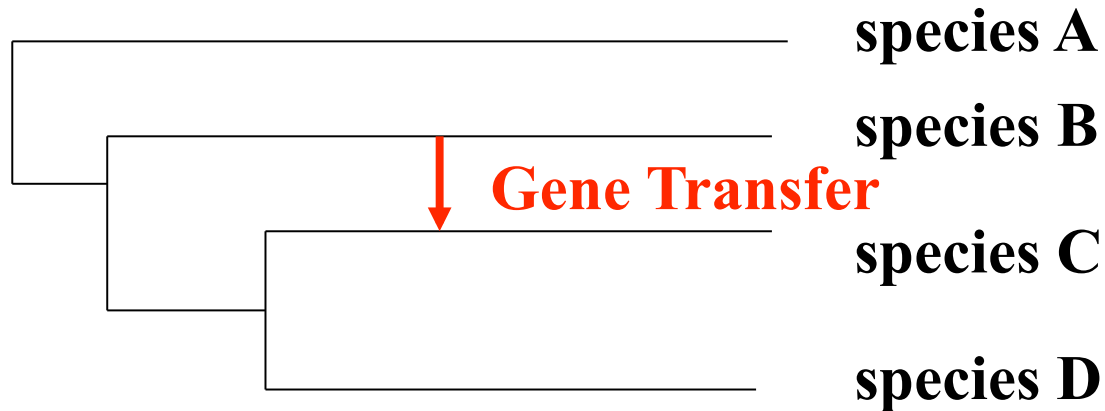 species A
species B
Gene Transfer
species C
species D